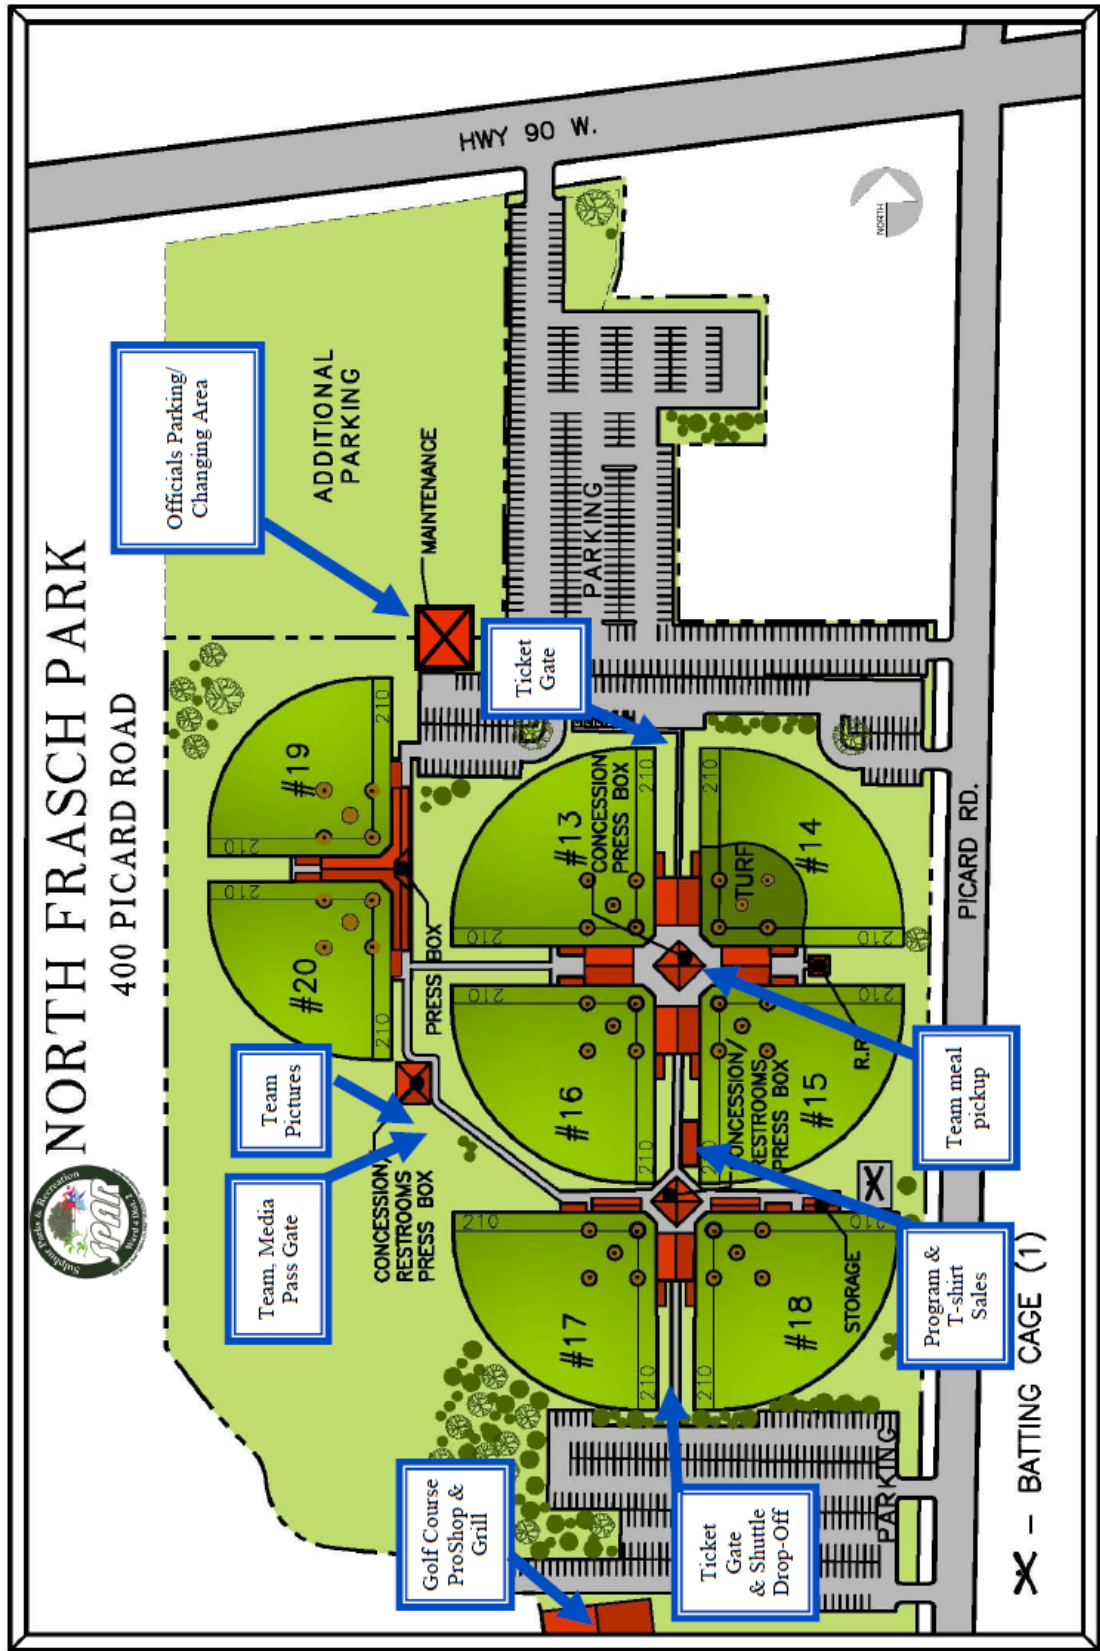 NORTH FRASCH PARK
400 PICARD ROAD
Sulphur Parks & Recreation
SPAR
HWY 90 W.
NORTH
Officials Parking/
Changing Area
ADDITIONAL
PARKING
MAINTENANCE
PARKING
Ticket
Gate
#19
210
210
#20
210
210
PRESS BOX
#13
210
210
CONCESSION
PRESS BOX
#14
210
210
TURF
PICARD RD.
#16
210
210
#15
210
210
CONCESSION/
RESTROOMS
PRESS BOX
R.R
Team meal
pickup
Team
Pictures
Team, Media
Pass Gate
CONCESSION/
RESTROOMS
PRESS BOX
#17
210
210
#18
210
210
STORAGE
Program &
T-shirt
Sales
Golf Course
ProShop &
Grill
Ticket
Gate
& Shuttle
Drop-Off
PARKING
X – BATTING CAGE (1)